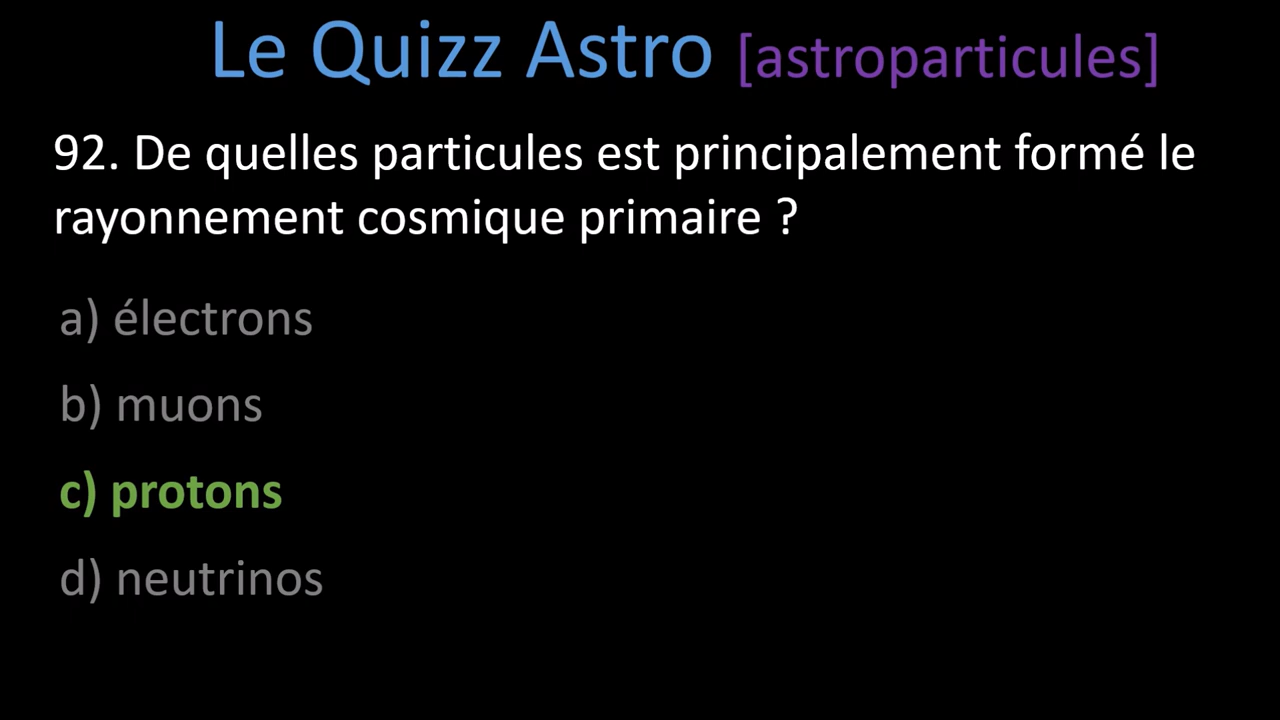 Le Quizz Astro [astroparticules]
92. De quelles particules est principalement formé le
rayonnement cosmique primaire ?
a) électrons
b) muons
c) protons
d) neutrinos